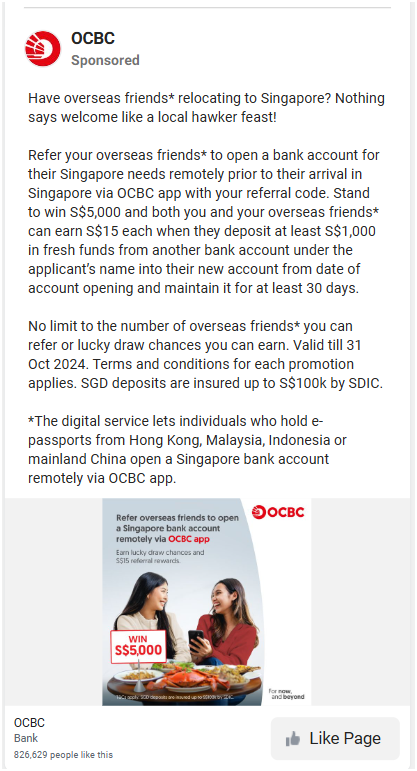 OCBC
Sponsored
Have overseas friends* relocating to Singapore? Nothing
says welcome like a local hawker feast!
Refer your overseas friends* to open a bank account for
their Singapore needs remotely prior to their arrival in
Singapore via OCBC app with your referral code. Stand
to win S$5,000 and both you and your overseas friends*
can earn S$15 each when they deposit at least S$1,000
in fresh funds from another bank account under the
applicant’s name into their new account from date of
account opening and maintain it for at least 30 days.
No limit to the number of overseas friends* you can
refer or lucky draw chances you can earn. Valid till 31
Oct 2024. Terms and conditions for each promotion
applies. SGD deposits are insured up to S$100k by SDIC.
*The digital service lets individuals who hold e-
passports from Hong Kong, Malaysia, Indonesia or
mainland China open a Singapore bank account
remotely via OCBC app.
OCBC
Refer overseas friends to open
a Singapore bank account
remotely via OCBC app
Earn lucky draw chances and
S$15 referral rewards.
WIN
S$5,000
T&Cs apply. SGD deposits are insured up to S$100k by SDIC.
For now,
and beyond
OCBC
Bank
826,629 people like this
Like Page